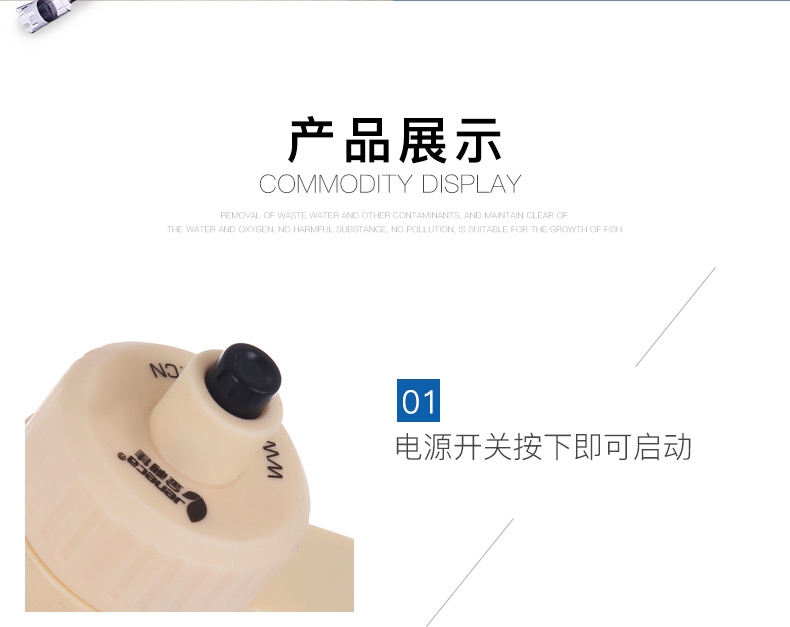 产品展示
COMMODITY DISPLAY
REMOVAL OF WASTE WATER AND OTHER CONTAMINANTS, AND MAINTAIN CLEAR OF
THE WATER AND OXYGEN, NO HARMFUL SUBSTANCE, NO POLLUTION, IS SUITABLE FOR THE GROWTH OF FISH.
01
电源开关按下即可启动
.CN
Jeneca®